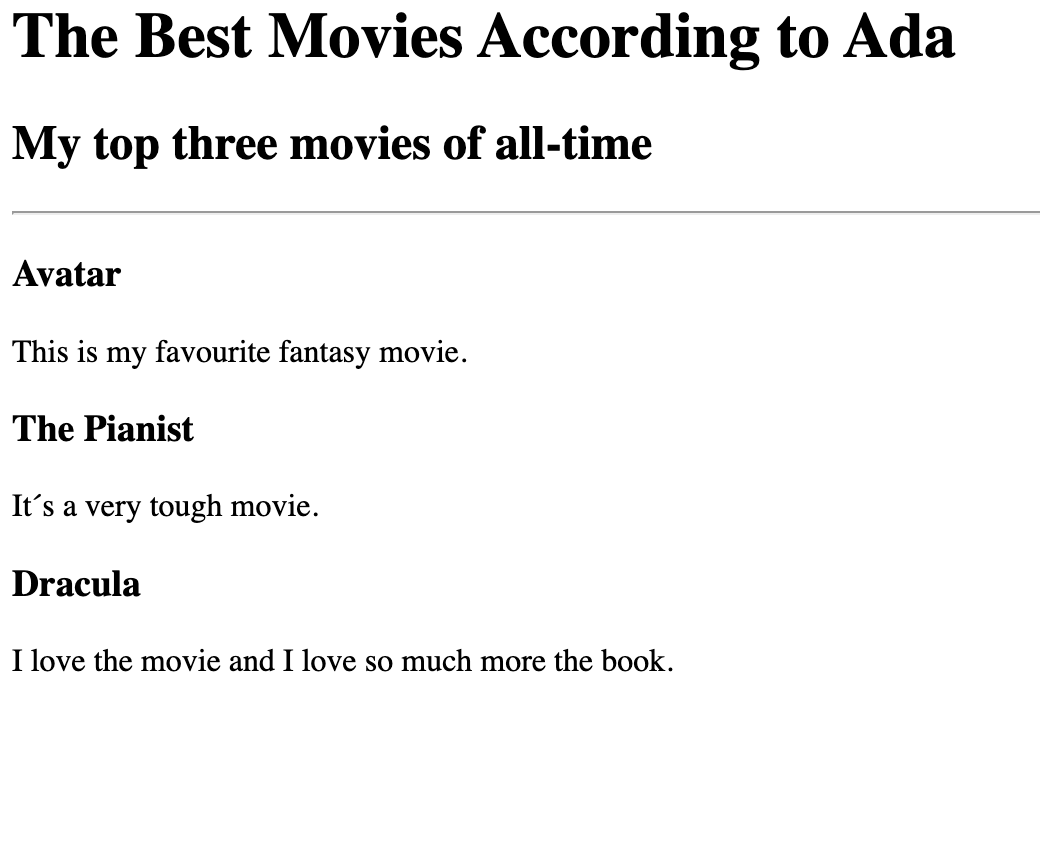 The Best Movies According to Ada
My top three movies of all-time
Avatar
This is my favourite fantasy movie.
The Pianist
It´s a very tough movie.
Dracula
I love the movie and I love so much more the book.